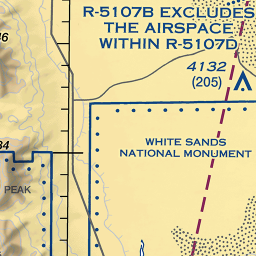 R-5107B EXCLUDES
THE AIRSPACE
WITHIN R-5107D
4132
(205)
WHITE SANDS
NATIONAL MONUMENT
PEAK